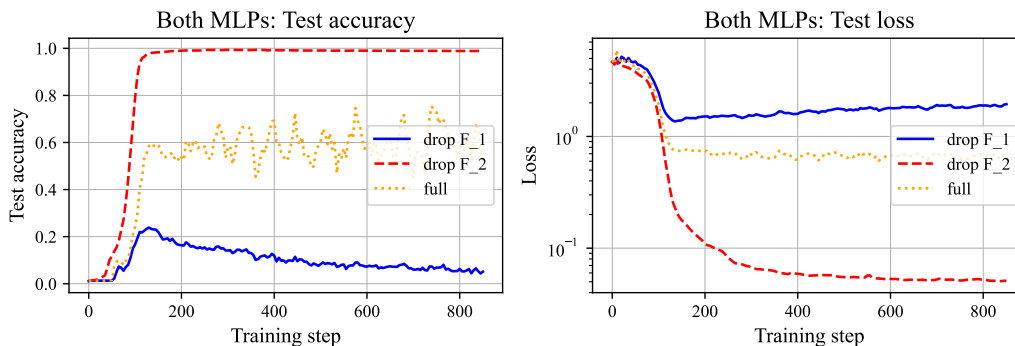 Both MLPs: Test accuracy
Test accuracy
1.0
0.8
0.6
0.4
0.2
0.0
drop F_1
drop F_2
full
0
200
400
600
800
Training step
Both MLPs: Test loss
Loss
10⁰
10⁻¹
drop F_1
drop F_2
full
0
200
400
600
800
Training step